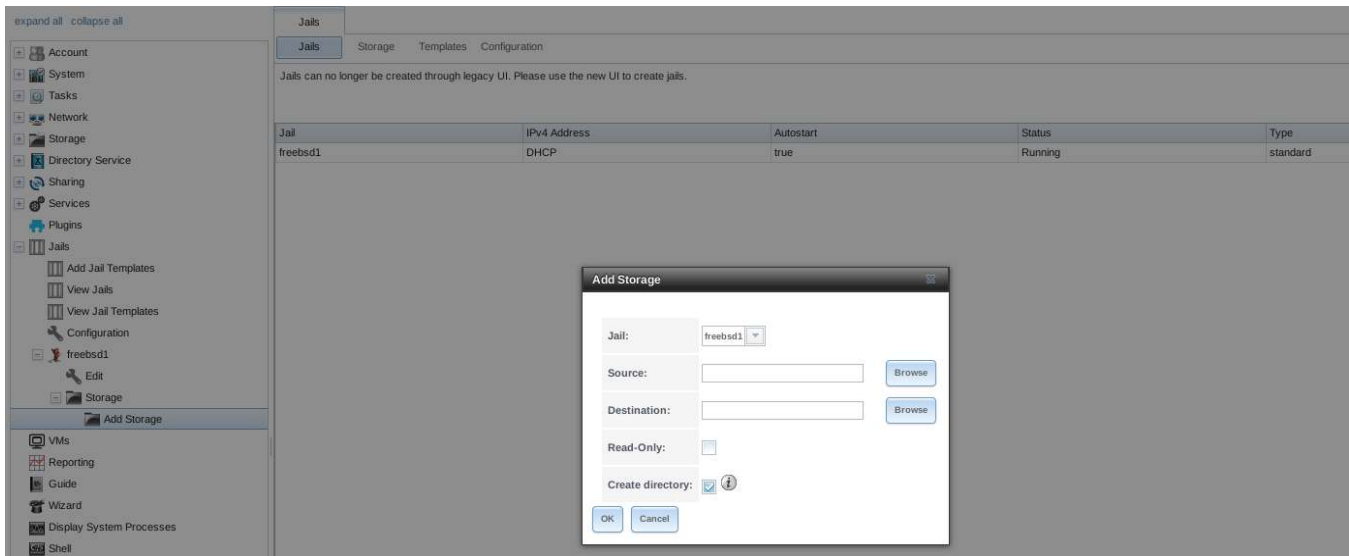 expand all collapse all
Account
System
Tasks
Network
Storage
Directory Service
Sharing
Services
Plugins
Jails
Add Jail Templates
View Jails
View Jail Templates
Configuration
freebsd1
Edit
Storage
Add Storage
VMs
Reporting
Guide
Wizard
Display System Processes
Shell
Jails
Jails Storage Templates Configuration
Jails can no longer be created through legacy UI. Please use the new UI to create jails.
Jail IPv4 Address Autostart Status Type
freebsd1 DHCP true Running standard
Add Storage
Jail: freebsd1
Source: Browse
Destination: Browse
Read-Only:
Create directory:
OK Cancel